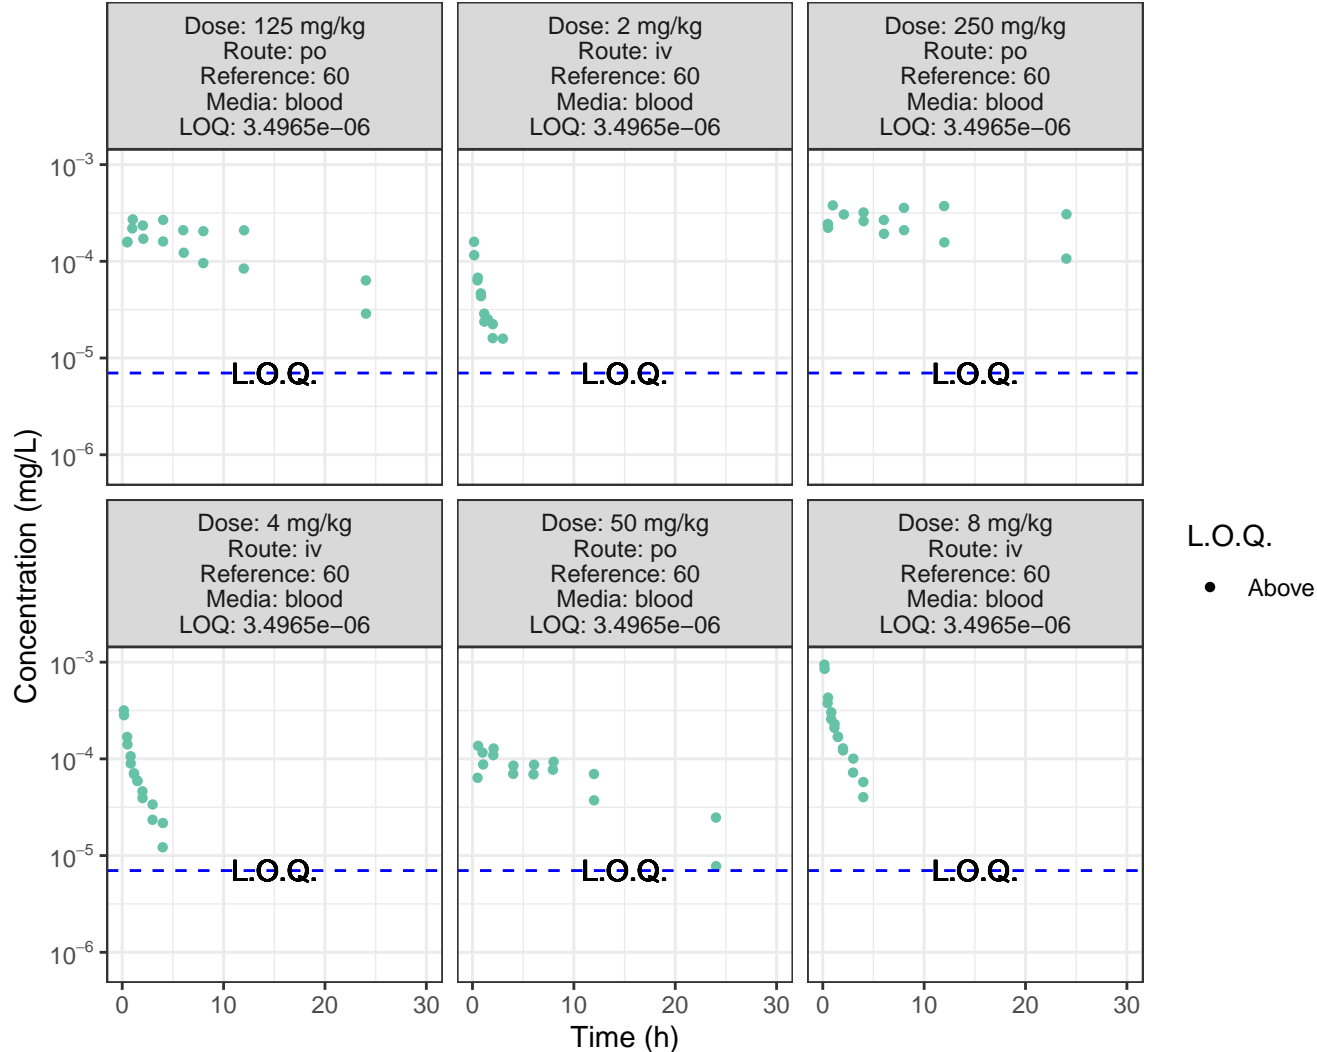 Dose: 125 mg/kg
Route: po
Reference: 60
Media: blood
LOQ: 3.4965e−06
Dose: 2 mg/kg
Route: iv
Reference: 60
Media: blood
LOQ: 3.4965e−06
Dose: 250 mg/kg
Route: po
Reference: 60
Media: blood
LOQ: 3.4965e−06
10⁻³
10⁻⁴
10⁻⁵
10⁻⁶
L.O.Q.
L.O.Q.
L.O.Q.
Concentration (mg/L)
Dose: 4 mg/kg
Route: iv
Reference: 60
Media: blood
LOQ: 3.4965e−06
Dose: 50 mg/kg
Route: po
Reference: 60
Media: blood
LOQ: 3.4965e−06
Dose: 8 mg/kg
Route: iv
Reference: 60
Media: blood
LOQ: 3.4965e−06
10⁻³
10⁻⁴
10⁻⁵
10⁻⁶
L.O.Q.
L.O.Q.
L.O.Q.
0 10 20 30
0 10 20 30
0 10 20 30
Time (h)
L.O.Q.
Above